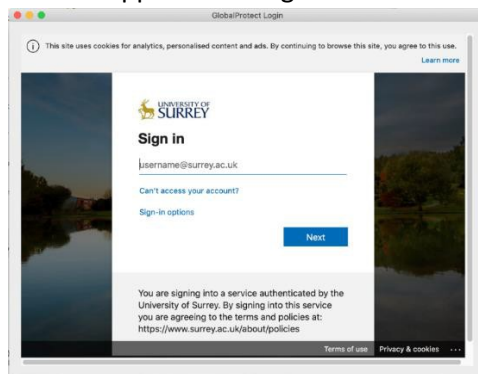 GlobalProtect Login
This site uses cookies for analytics, personalised content and ads. By continuing to browse this site, you agree to this use.
Learn more
UNIVERSITY OF
SURREY
Sign in
username@surrey.ac.uk
Can't access your account?
Sign-in options
Next
You are signing into a service authenticated by the
University of Surrey. By signing into this service
you are agreeing to the terms and policies at:
https://www.surrey.ac.uk/about/policies
Terms of use Privacy & cookies ...